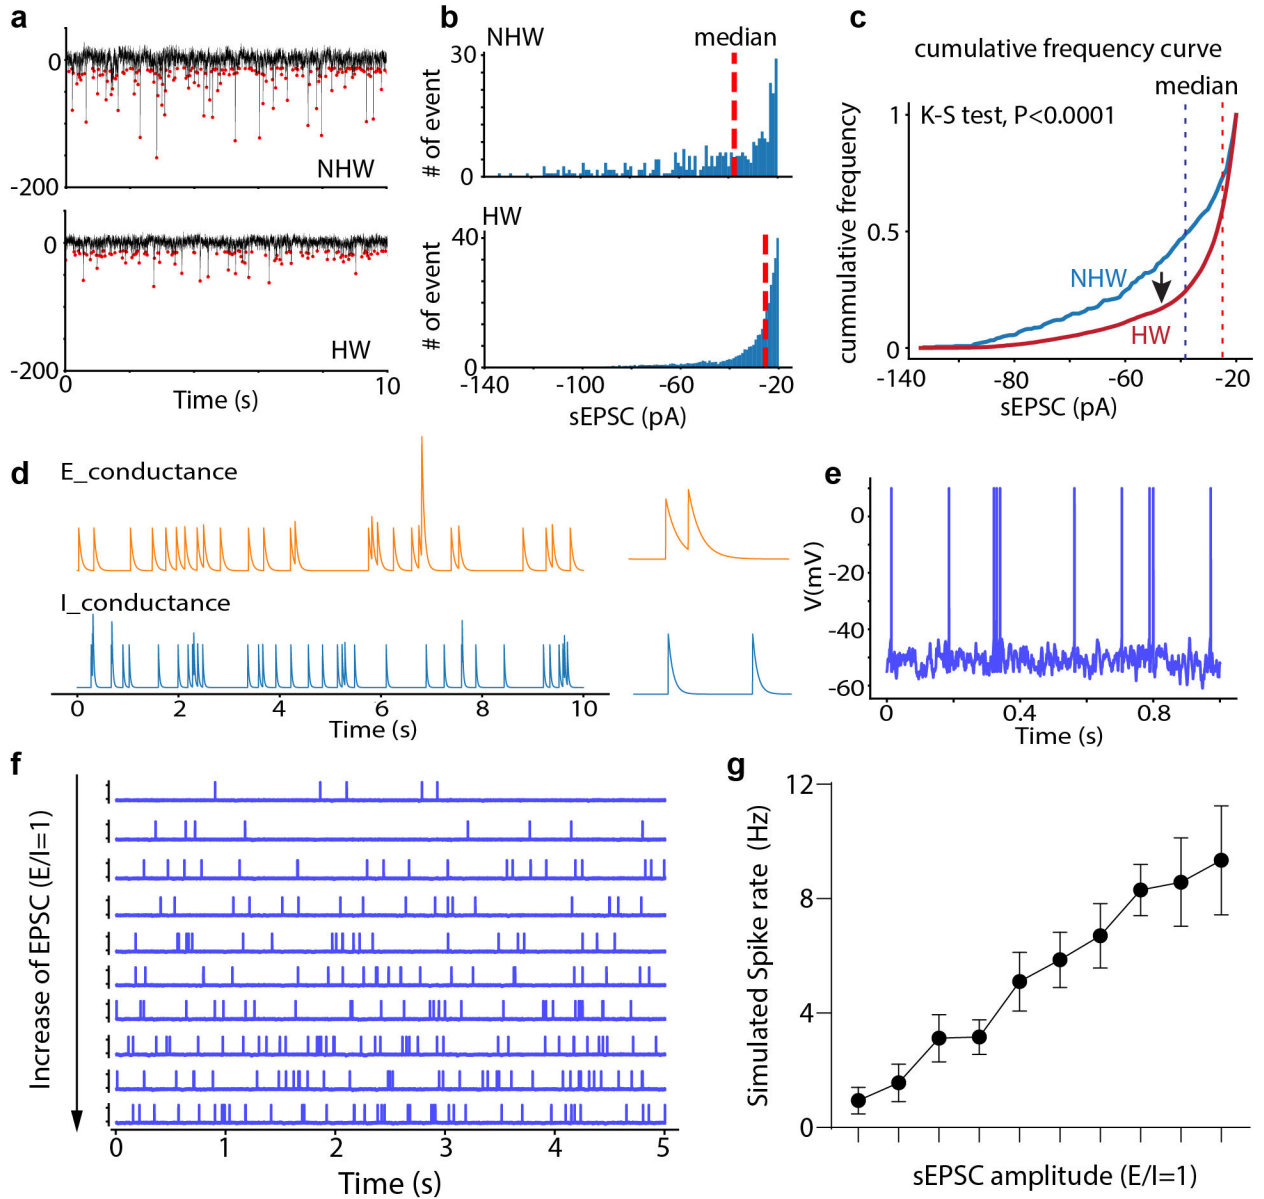 a
0
-200
NHW
0
-200
HW
0
10
Time (s)
b
NHW
median
30
0
# of event
HW
40
0
# of event
-140
-100
-60
-20
sEPSC (pA)
c
cumulative frequency curve
median
K-S test, P<0.0001
1
0.5
0
cummulative frequency
NHW
HW
-140
-80
-60
-20
sEPSC (pA)
d
E_conductance
I_conductance
0
2
4
6
8
10
Time (s)
e
0
-20
-40
-60
V(mV)
0
0.4
0.8
Time (s)
f
Increase of EPSC (E/I=1)
0
1
2
3
4
5
Time (s)
g
12
8
4
0
Simulated Spike rate (Hz)
sEPSC amplitude (E/I=1)